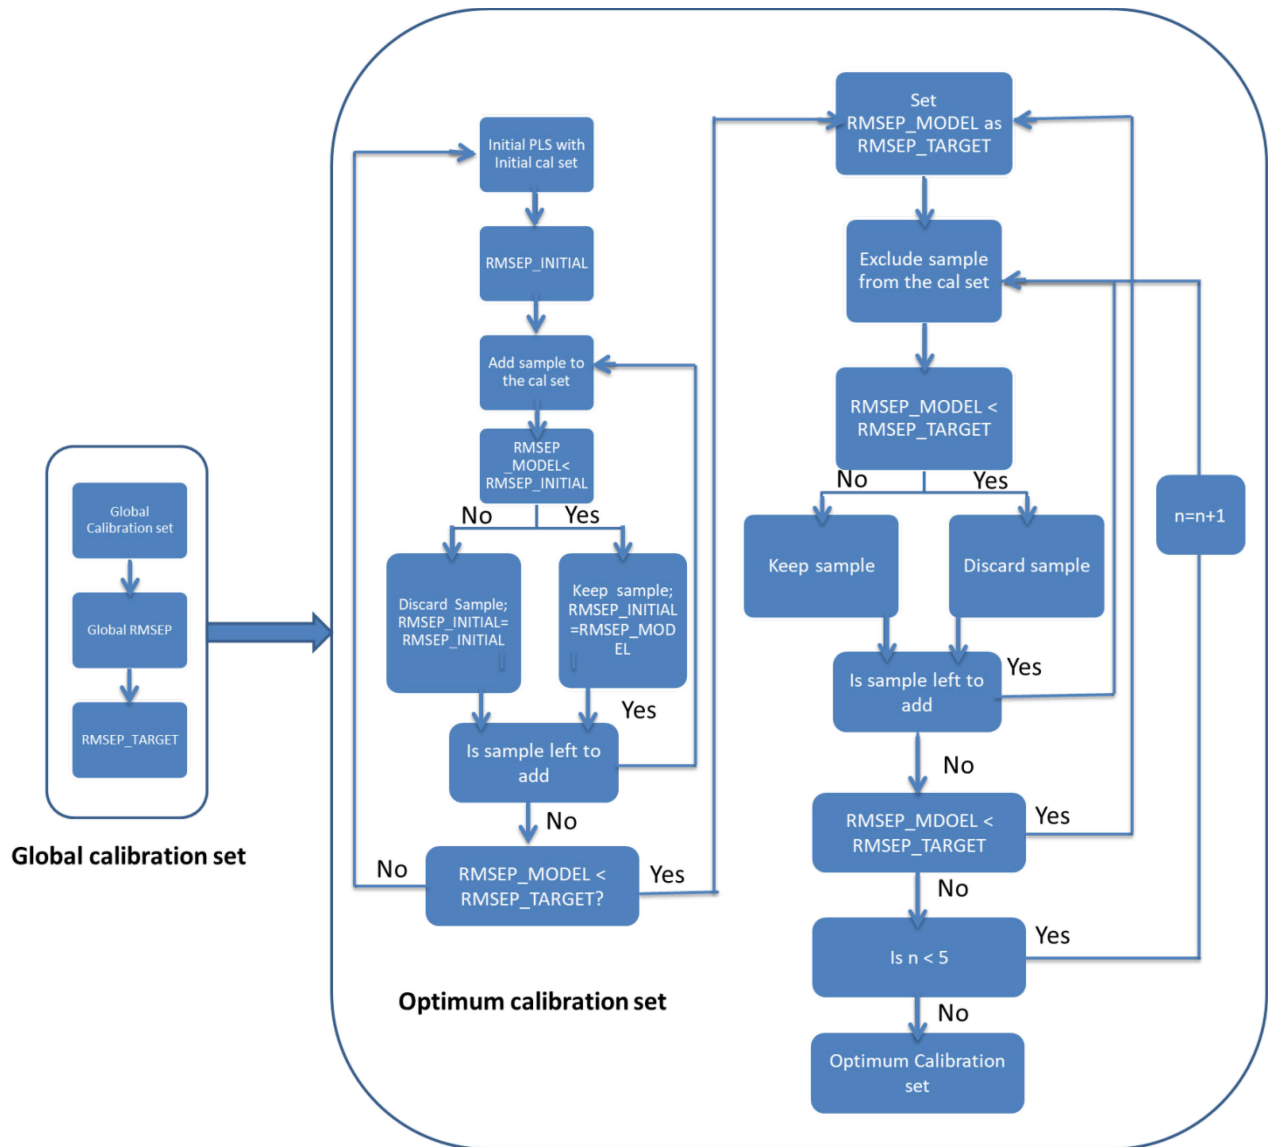 Global
Calibration set
Global RMSEP
RMSEP_TARGET
Global calibration set
Initial PLS with
Initial cal set
RMSEP_INITIAL
Add sample to
the cal set
RMSEP
_MODEL<
RMSEP_INITIAL
No
Yes
Discard Sample;
RMSEP_INITIAL=
RMSEP_INITIAL
Keep sample;
RMSEP_INITIAL
=RMSEP_MOD
EL
Yes
Is sample left to
add
No
RMSEP_MODEL <
RMSEP_TARGET?
No
Yes
Optimum calibration set
Set
RMSEP_MODEL as
RMSEP_TARGET
Exclude sample
from the cal set
RMSEP_MODEL <
RMSEP_TARGET
No
Yes
Keep sample
Discard sample
n=n+1
Is sample left to
add
Yes
No
RMSEP_MDOEL <
RMSEP_TARGET
Yes
No
Is n < 5
Yes
No
Optimum Calibration
set